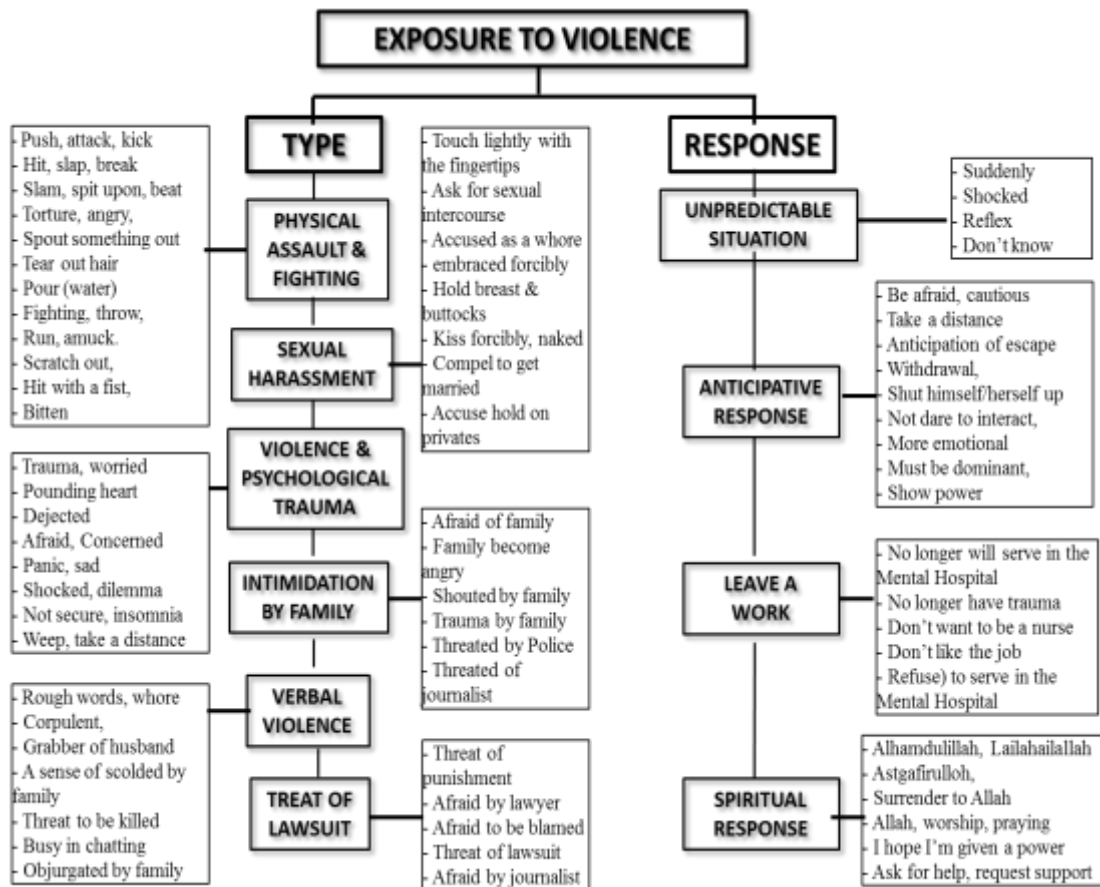 EXPOSURE TO VIOLENCE
TYPE
- Push, attack, kick
- Hit, slap, break
- Slam, spit upon, beat
- Torture, angry,
- Spout something out
- Tear out hair
- Pour (water)
- Fighting, throw,
- Run, amuck.
- Scratch out,
- Hit with a fist,
- Bitten
PHYSICAL
ASSAULT &
FIGHTING
- Touch lightly with
the fingertips
- Ask for sexual
intercourse
- Accused as a whore
- embraced forcibly
- Hold breast &
buttocks
- Kiss forcibly, naked
- Compel to get
married
- Accuse hold on
privates
SEXUAL
HARASSMENT
VIOLENCE &
PSYCHOLOGICAL
TRAUMA
- Trauma, worried
- Pounding heart
- Dejected
- Afraid, Concerned
- Panic, sad
- Shocked, dilemma
- Not secure, insomnia
- Weep, take a distance
INTIMIDATION
BY FAMILY
- Afraid of family
- Family become
angry
- Shouted by family
- Trauma by family
- Threated by Police
- Threated of
journalist
VERBAL
VIOLENCE
- Rough words, whore
- Corpulent,
- Grabber of husband
- A sense of scolded by
family
- Threat to be killed
- Busy in chatting
- Objurgated by family
TREAT OF
LAWSUIT
- Threat of
punishment
- Afraid by lawyer
- Afraid to be blamed
- Threat of lawsuit
- Afraid by journalist
RESPONSE
UNPREDICTABLE
SITUATION
- Suddenly
- Shocked
- Reflex
- Don't know
ANTICIPATIVE
RESPONSE
- Be afraid, cautious
- Take a distance
- Anticipation of escape
- Withdrawal,
- Shut himself/herself up
- Not dare to interact,
- More emotional
- Must be dominant,
- Show power
LEAVE A
WORK
- No longer will serve in the
Mental Hospital
- No longer have trauma
- Don't want to be a nurse
- Don't like the job
- Refuse) to serve in the
Mental Hospital
SPIRITUAL
RESPONSE
- Alhamdulillah, Lailahailallah
- Astgafirulloh,
- Surrender to Allah
- Allah, worship, praying
- I hope I'm given a power
- Ask for help, request support